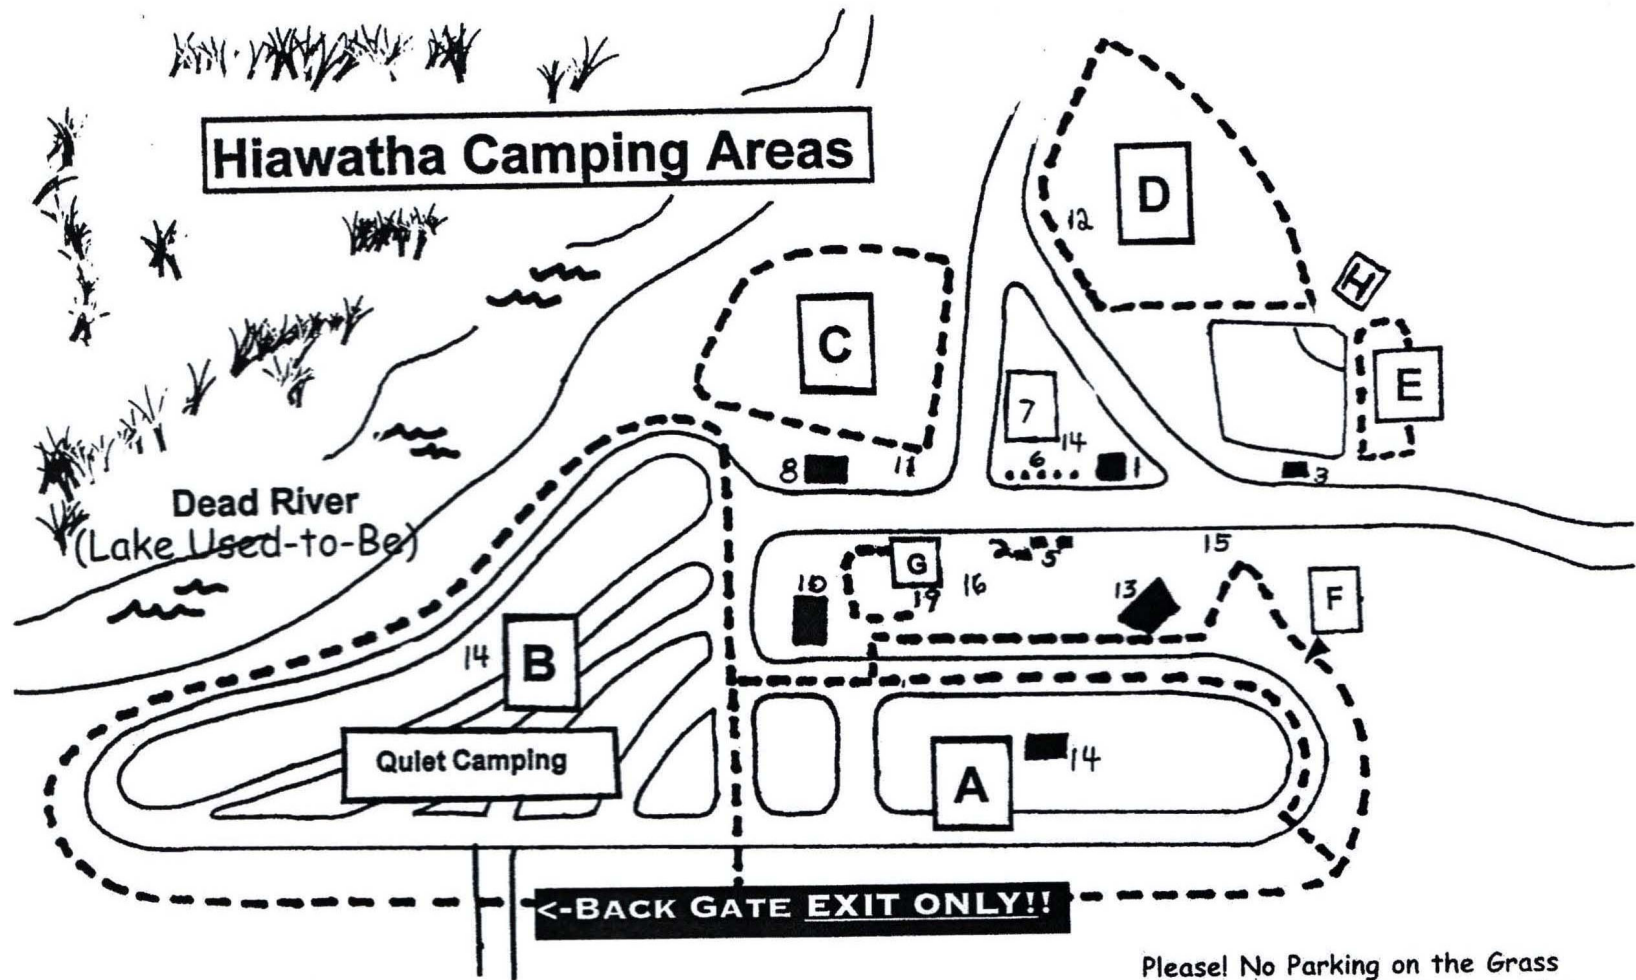 Hiawatha Camping Areas
D
12
H
C
E
7
14
6
1
8
11
3
Dead River
(Lake Used-to-Be)
G
2
5
15
10
19
16
13
F
14
B
Quiet Camping
A
14
<-BACK GATE EXIT ONLY!!
Please! No Parking on the Grass